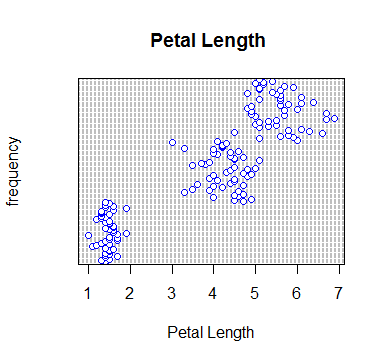 Petal Length
frequency
1 2 3 4 5 6 7
Petal Length